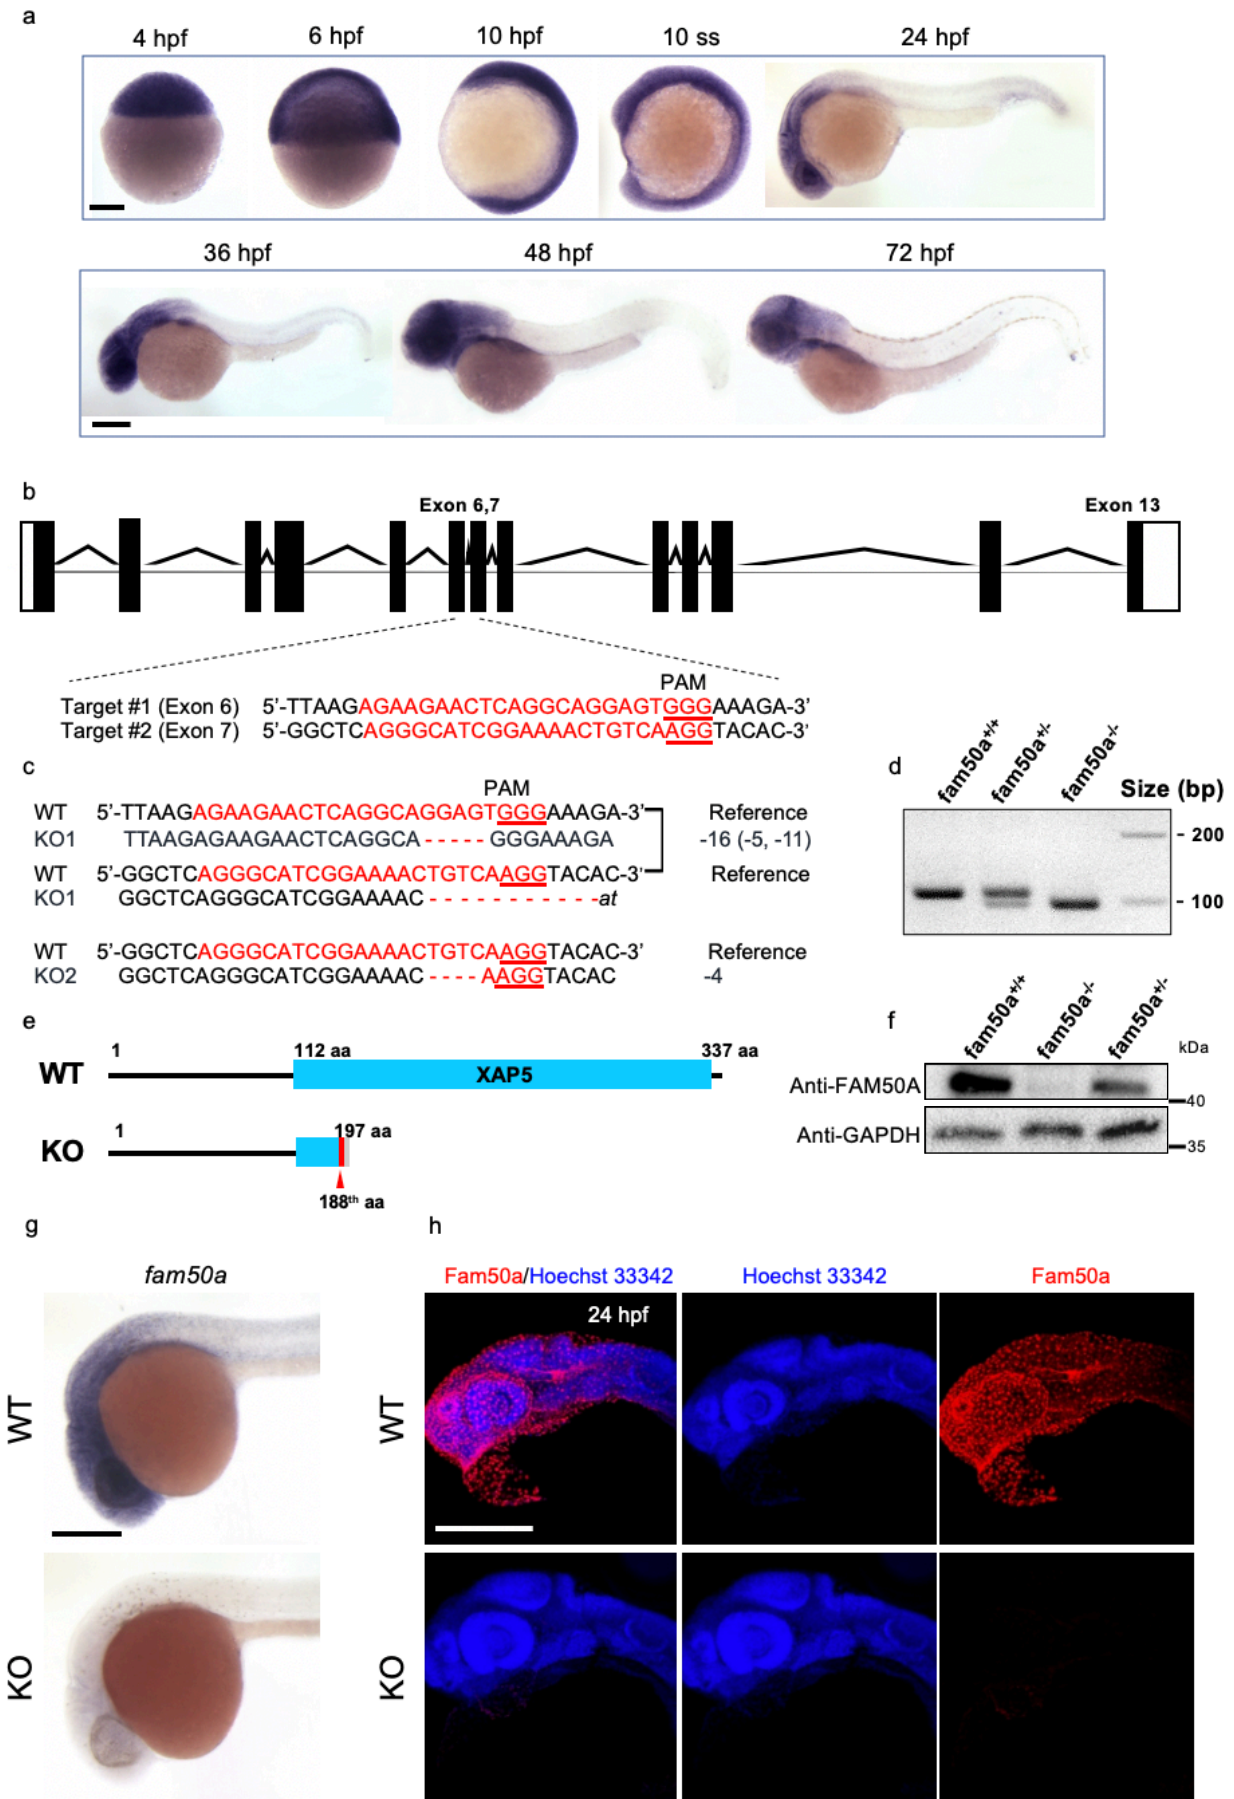 a
4 hpf 6 hpf 10 hpf 10 ss 24 hpf
36 hpf 48 hpf 72 hpf
b
Exon 6,7 Exon 13
PAM
Target #1 (Exon 6) 5'-TTAAGAGAAGAACTCAGGCAGGAGTGGGAAAGA-3'
Target #2 (Exon 7) 5'-GGCTCAGGGCATCGGAAAACTGTCAAGGTACAC-3'
c
PAM
WT 5'-TTAAGAGAAGAACTCAGGCAGGAGTGGGAAAGA-3' Reference
KO1 TTAAGAGAAGAACTCAGGCA - - - - - GGGAAAGA -16 (-5, -11)
WT 5'-GGCTCAGGGCATCGGAAAACTGTCAAGGTACAC-3' Reference
KO1 GGCTCAGGGCATCGGAAAAC - - - - - - - - - - - at
WT 5'-GGCTCAGGGCATCGGAAAACTGTCAAGGTACAC-3' Reference
KO2 GGCTCAGGGCATCGGAAAAC - - - - AAGGTACAC -4
d
fam50a+/+ fam50a+/- fam50a-/- Size (bp)
- 200
- 100
e
1 112 aa 337 aa
WT XAP5
1 197 aa
KO
188th aa
f
fam50a+/+ fam50a-/- fam50a+/-
kDa
Anti-FAM50A
40
Anti-GAPDH
35
g
fam50a
WT
KO
h
Fam50a/Hoechst 33342 Hoechst 33342 Fam50a
24 hpf
WT
KO